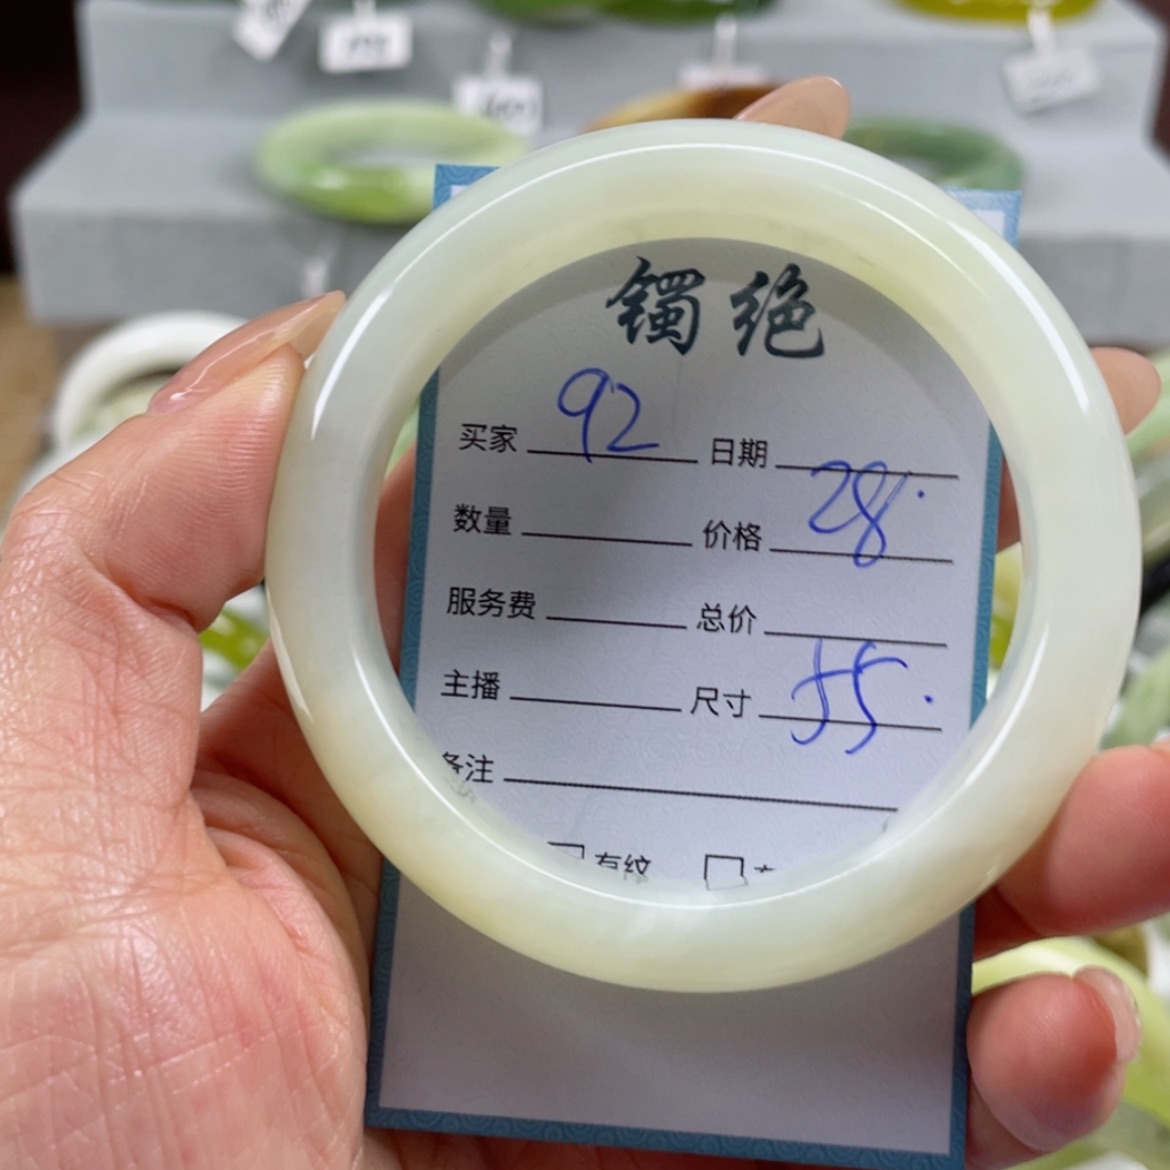 镯绝
买家 92 日期
数量 价格 28.
服务费 总价
主播 尺寸 55.
备注
有纹